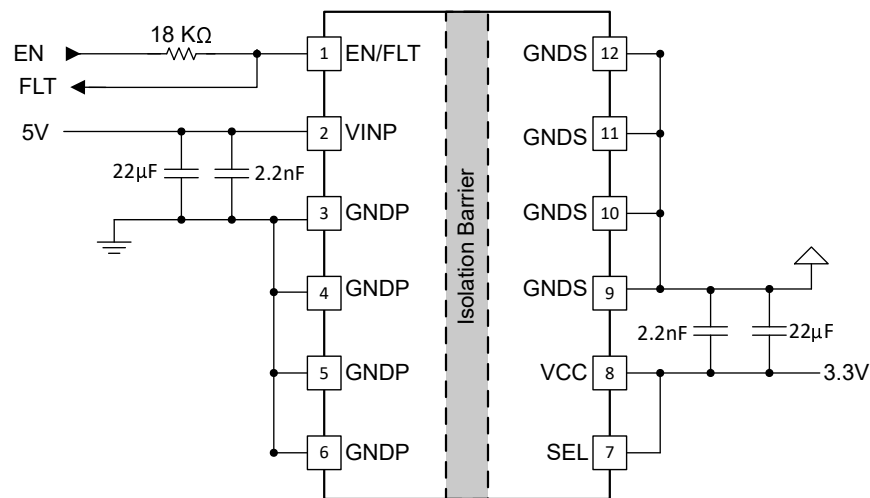 18 KΩ
EN 1 EN/FLT GNDS 12
FLT
5V 2 VINP GNDS 11
22µF 2.2nF
3 GNDP GNDS 10
Isolation Barrier
4 GNDP GNDS 9
2.2nF 22µF
5 GNDP VCC 8 3.3V
6 GNDP SEL 7